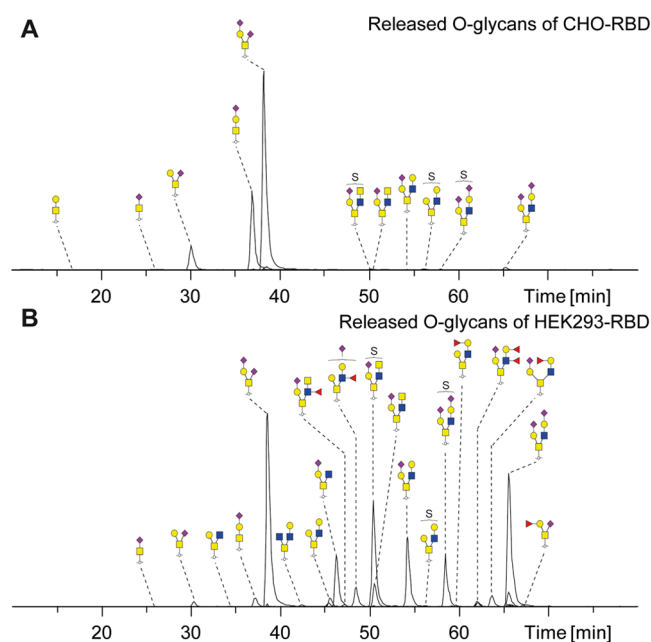 A
Released O-glycans of CHO-RBD
S
S
S
20 30 40 50 60 Time [min]
B
Released O-glycans of HEK293-RBD
S
S
S
20 30 40 50 60 Time [min]